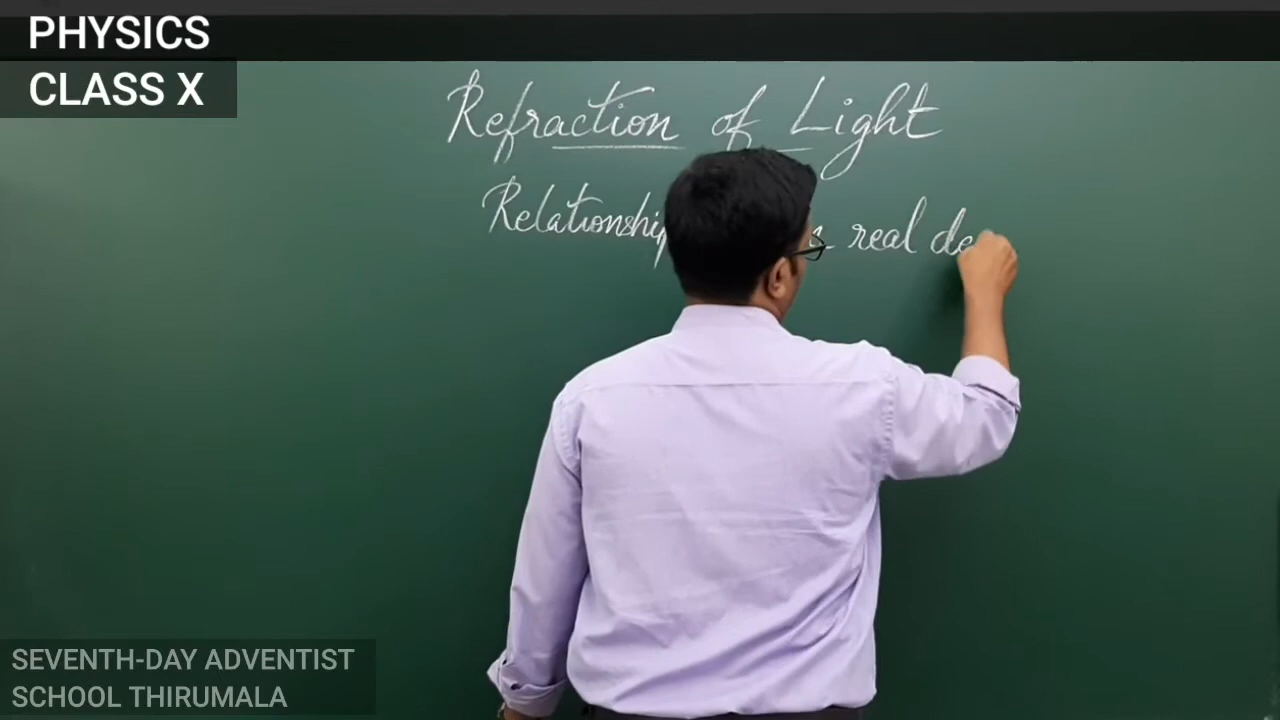 PHYSICS
CLASS X
Refraction of Light
Relationship real de
SEVENTH-DAY ADVENTIST
SCHOOL THIRUMALA